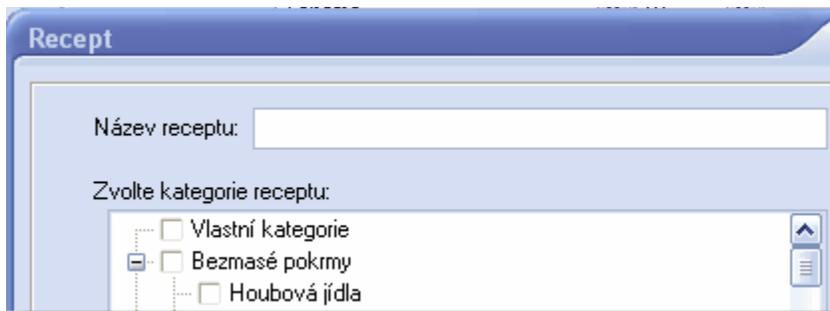 Recept
Název receptu:
Zvolte kategorie receptu:
Vlastní kategorie
Bezmasé pokrmy
Houbová jídla